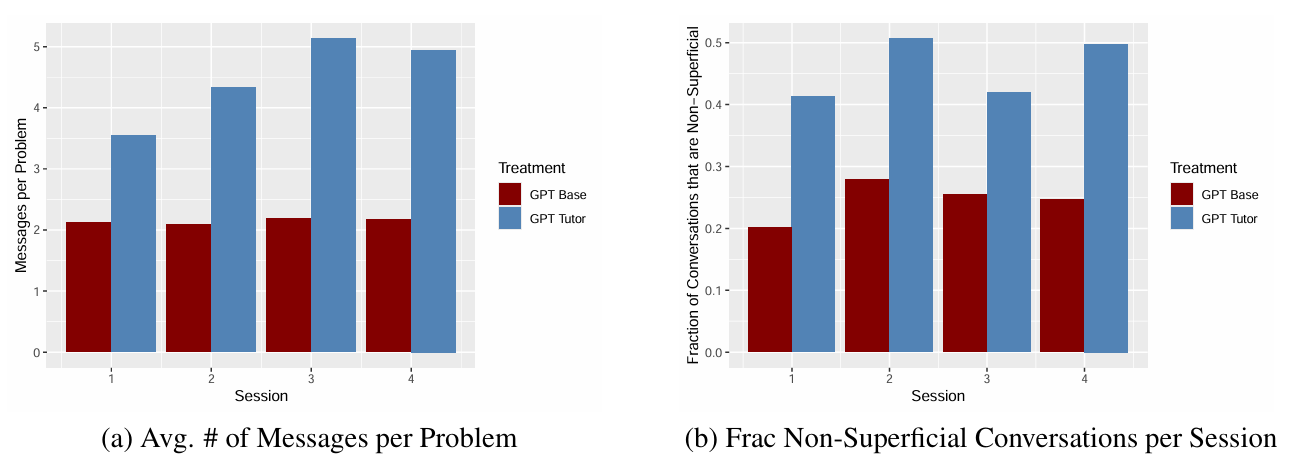 Messages per Problem
5
4
3
2
1
0
1 2 3 4
Session
Treatment
GPT Base
GPT Tutor
(a) Avg. # of Messages per Problem
Fraction of Conversations that are Non−Superficial
0.5
0.4
0.3
0.2
0.1
0.0
1 2 3 4
Session
Treatment
GPT Base
GPT Tutor
(b) Frac Non-Superficial Conversations per Session